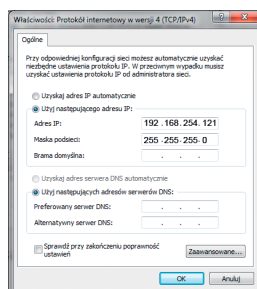 Właściwości: Protokół internetowy w wersji 4 (TCP/IPv4)
Ogólne
Przy odpowiedniej konfiguracji sieci możesz automatycznie uzyskać
niezbędne ustawienia protokołu IP. W przeciwnym wypadku musisz
uzyskać ustawienia protokołu IP od administratora sieci.
Uzyskaj adres IP automatycznie
Użyj następującego adresu IP:
Adres IP: 192 . 168 . 254 . 121
Maska podsieci: 255 . 255 . 255 . 0
Brama domyślna: . . .
Uzyskaj adres serwera DNS automatycznie
Użyj następujących adresów serwerów DNS:
Preferowany serwer DNS: . . .
Alternatywny serwer DNS: . . .
Sprawdź przy zakończeniu poprawność
ustawień
Zaawansowane...
OK Anuluj